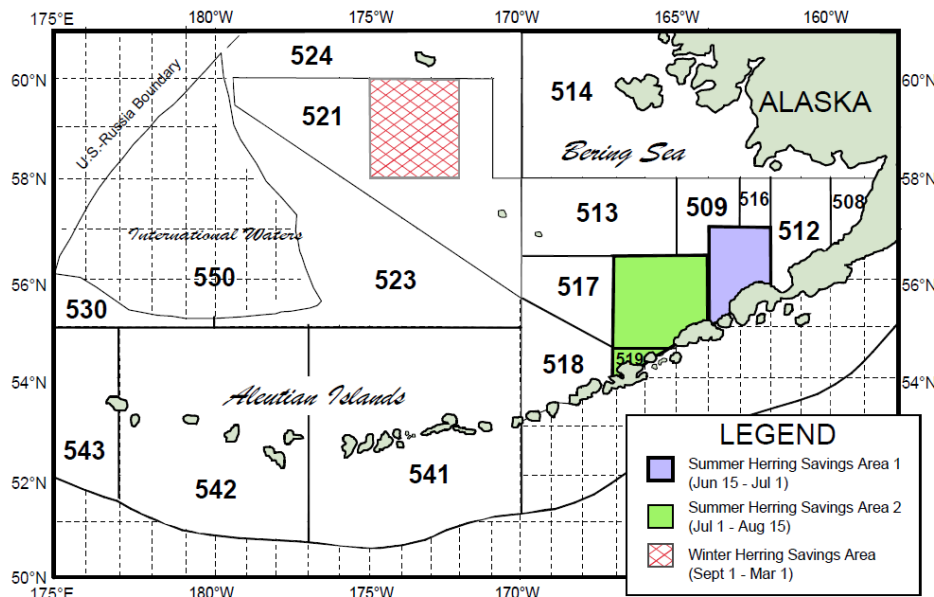 175°E 180°W 175°W 170°W 165°W 160°W
60°N
58°N
56°N
54°N
52°N
50°N
60°N
58°N
56°N
54°N
524
521
514
ALASKA
U.S.-Russia Boundary
Bering Sea
513
509
516
512
508
International Waters
550
523
517
530
518
519
Aleutian Islands
543
542
541
LEGEND
Summer Herring Savings Area 1
(Jun 15 - Jul 1)
Summer Herring Savings Area 2
(Jul 1 - Aug 15)
Winter Herring Savings Area
(Sept 1 - Mar 1)
175°E 180°W 175°W 170°W 165°W 160°W